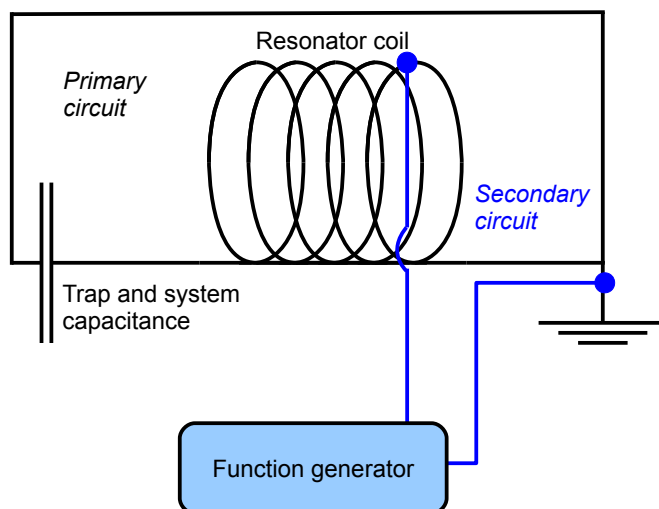 Resonator coil
Primary
circuit
Secondary
circuit
Trap and system
capacitance
Function generator